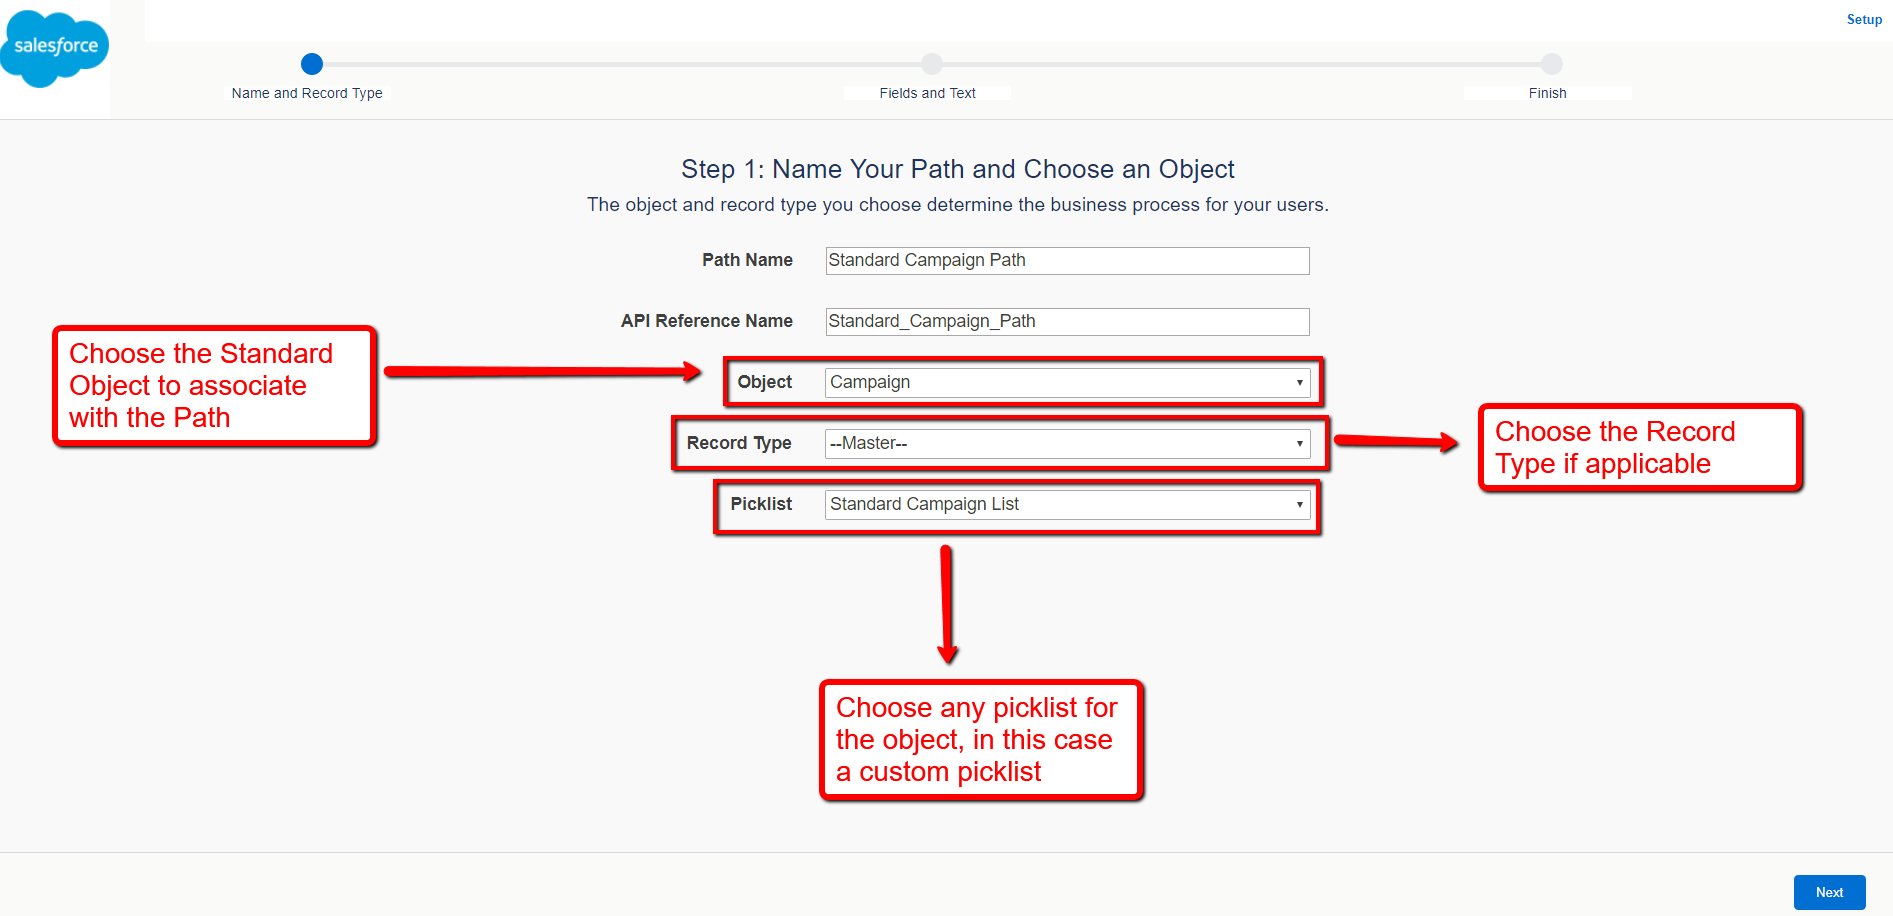 salesforce
Setup
Name and Record Type
Fields and Text
Finish
Step 1: Name Your Path and Choose an Object
The object and record type you choose determine the business process for your users.
Path Name
Standard Campaign Path
API Reference Name
Standard_Campaign_Path
Choose the Standard
Object to associate
with the Path
Object
Campaign
Record Type
--Master--
Choose the Record
Type if applicable
Picklist
Standard Campaign List
Choose any picklist for
the object, in this case
a custom picklist
Next